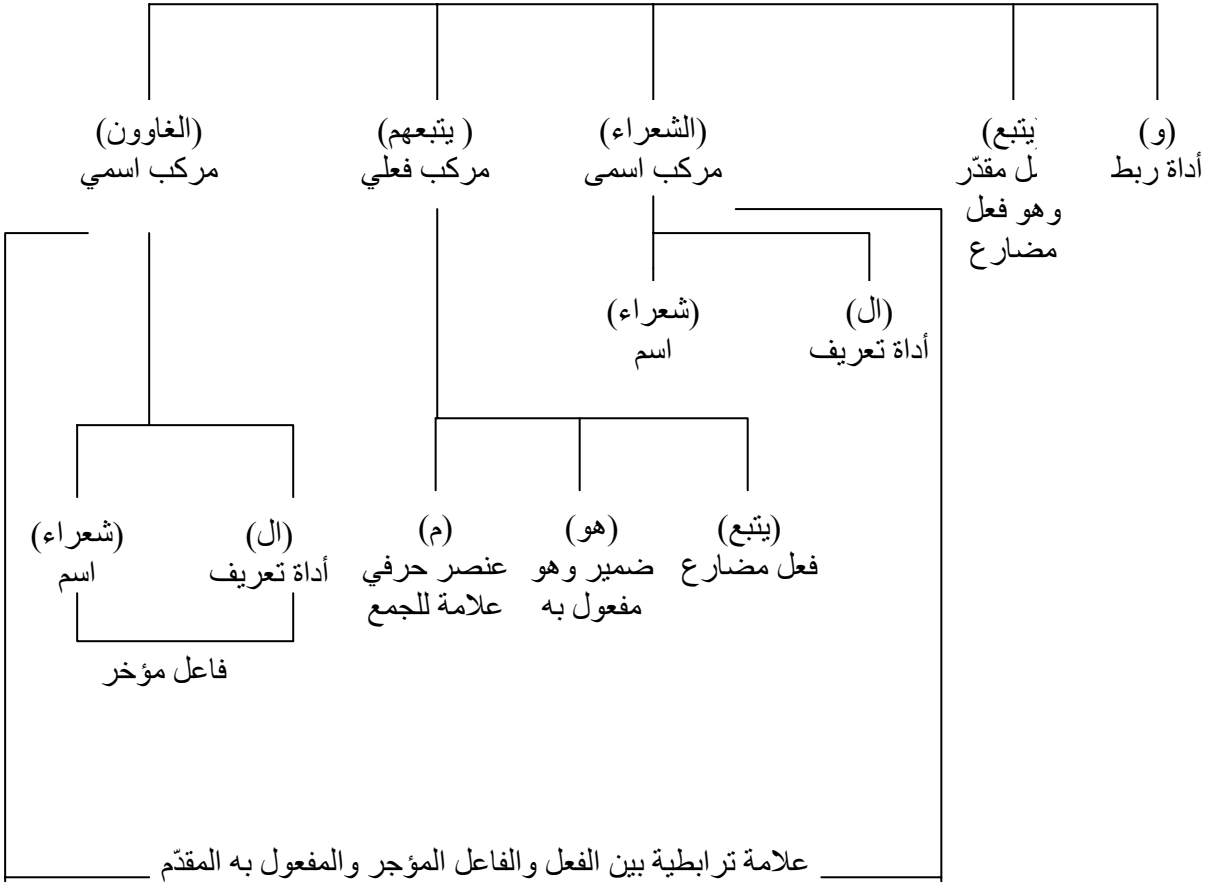 (و)
أداة ربط
يتبع)
ـل مقدّر
وهو فعل
مضارع
(الشعراء)
مركب اسمى
( يتبعهم)
مركب فعلي
(الغاوون)
مركب اسمي
(ال)
أداة تعريف
(شعراء)
اسم
(يتبع)
فعل مضارع
(هو)
ضمير وهو
مفعول به
(م)
عنصر حرفي
علامة للجمع
(ال)
أداة تعريف
(شعراء)
اسم
فاعل مؤخر
علامة ترابطية بين الفعل والفاعل المؤجر والمفعول به المقدّم